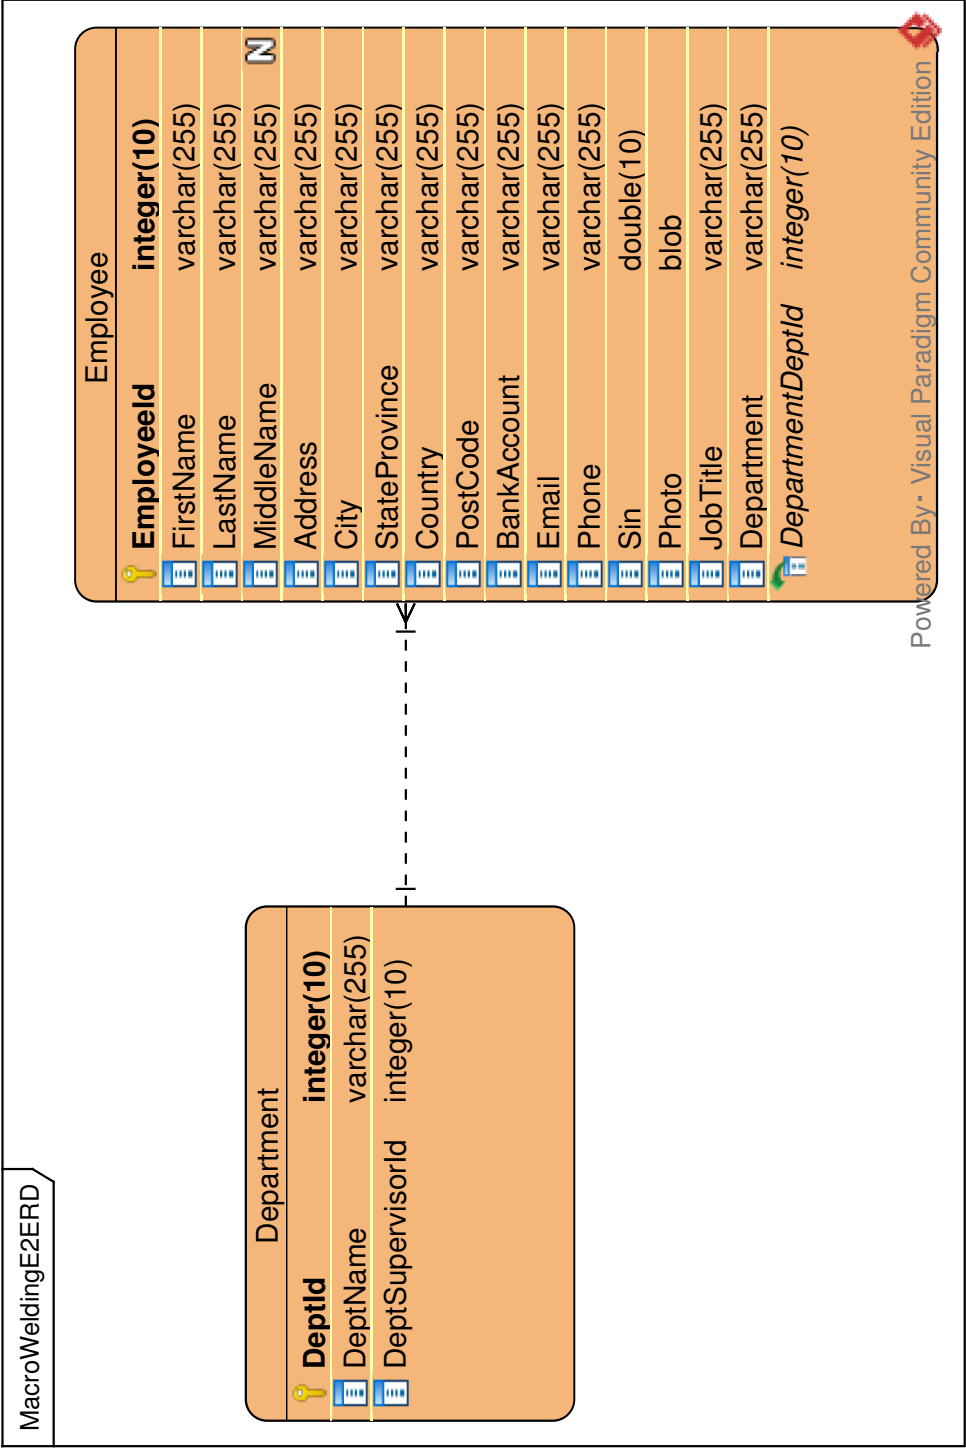 MacroWeldingE2ERD
Department
DeptId integer(10)
DeptName varchar(255)
DeptSupervisorId integer(10)
Employee
EmployeeId integer(10)
FirstName varchar(255)
LastName varchar(255)
MiddleName varchar(255) N
Address varchar(255)
City varchar(255)
StateProvince varchar(255)
Country varchar(255)
PostCode varchar(255)
BankAccount varchar(255)
Email varchar(255)
Phone varchar(255)
Sin double(10)
Photo blob
JobTitle varchar(255)
Department varchar(255)
DepartmentDeptId integer(10)
Powered By· Visual Paradigm Community Edition